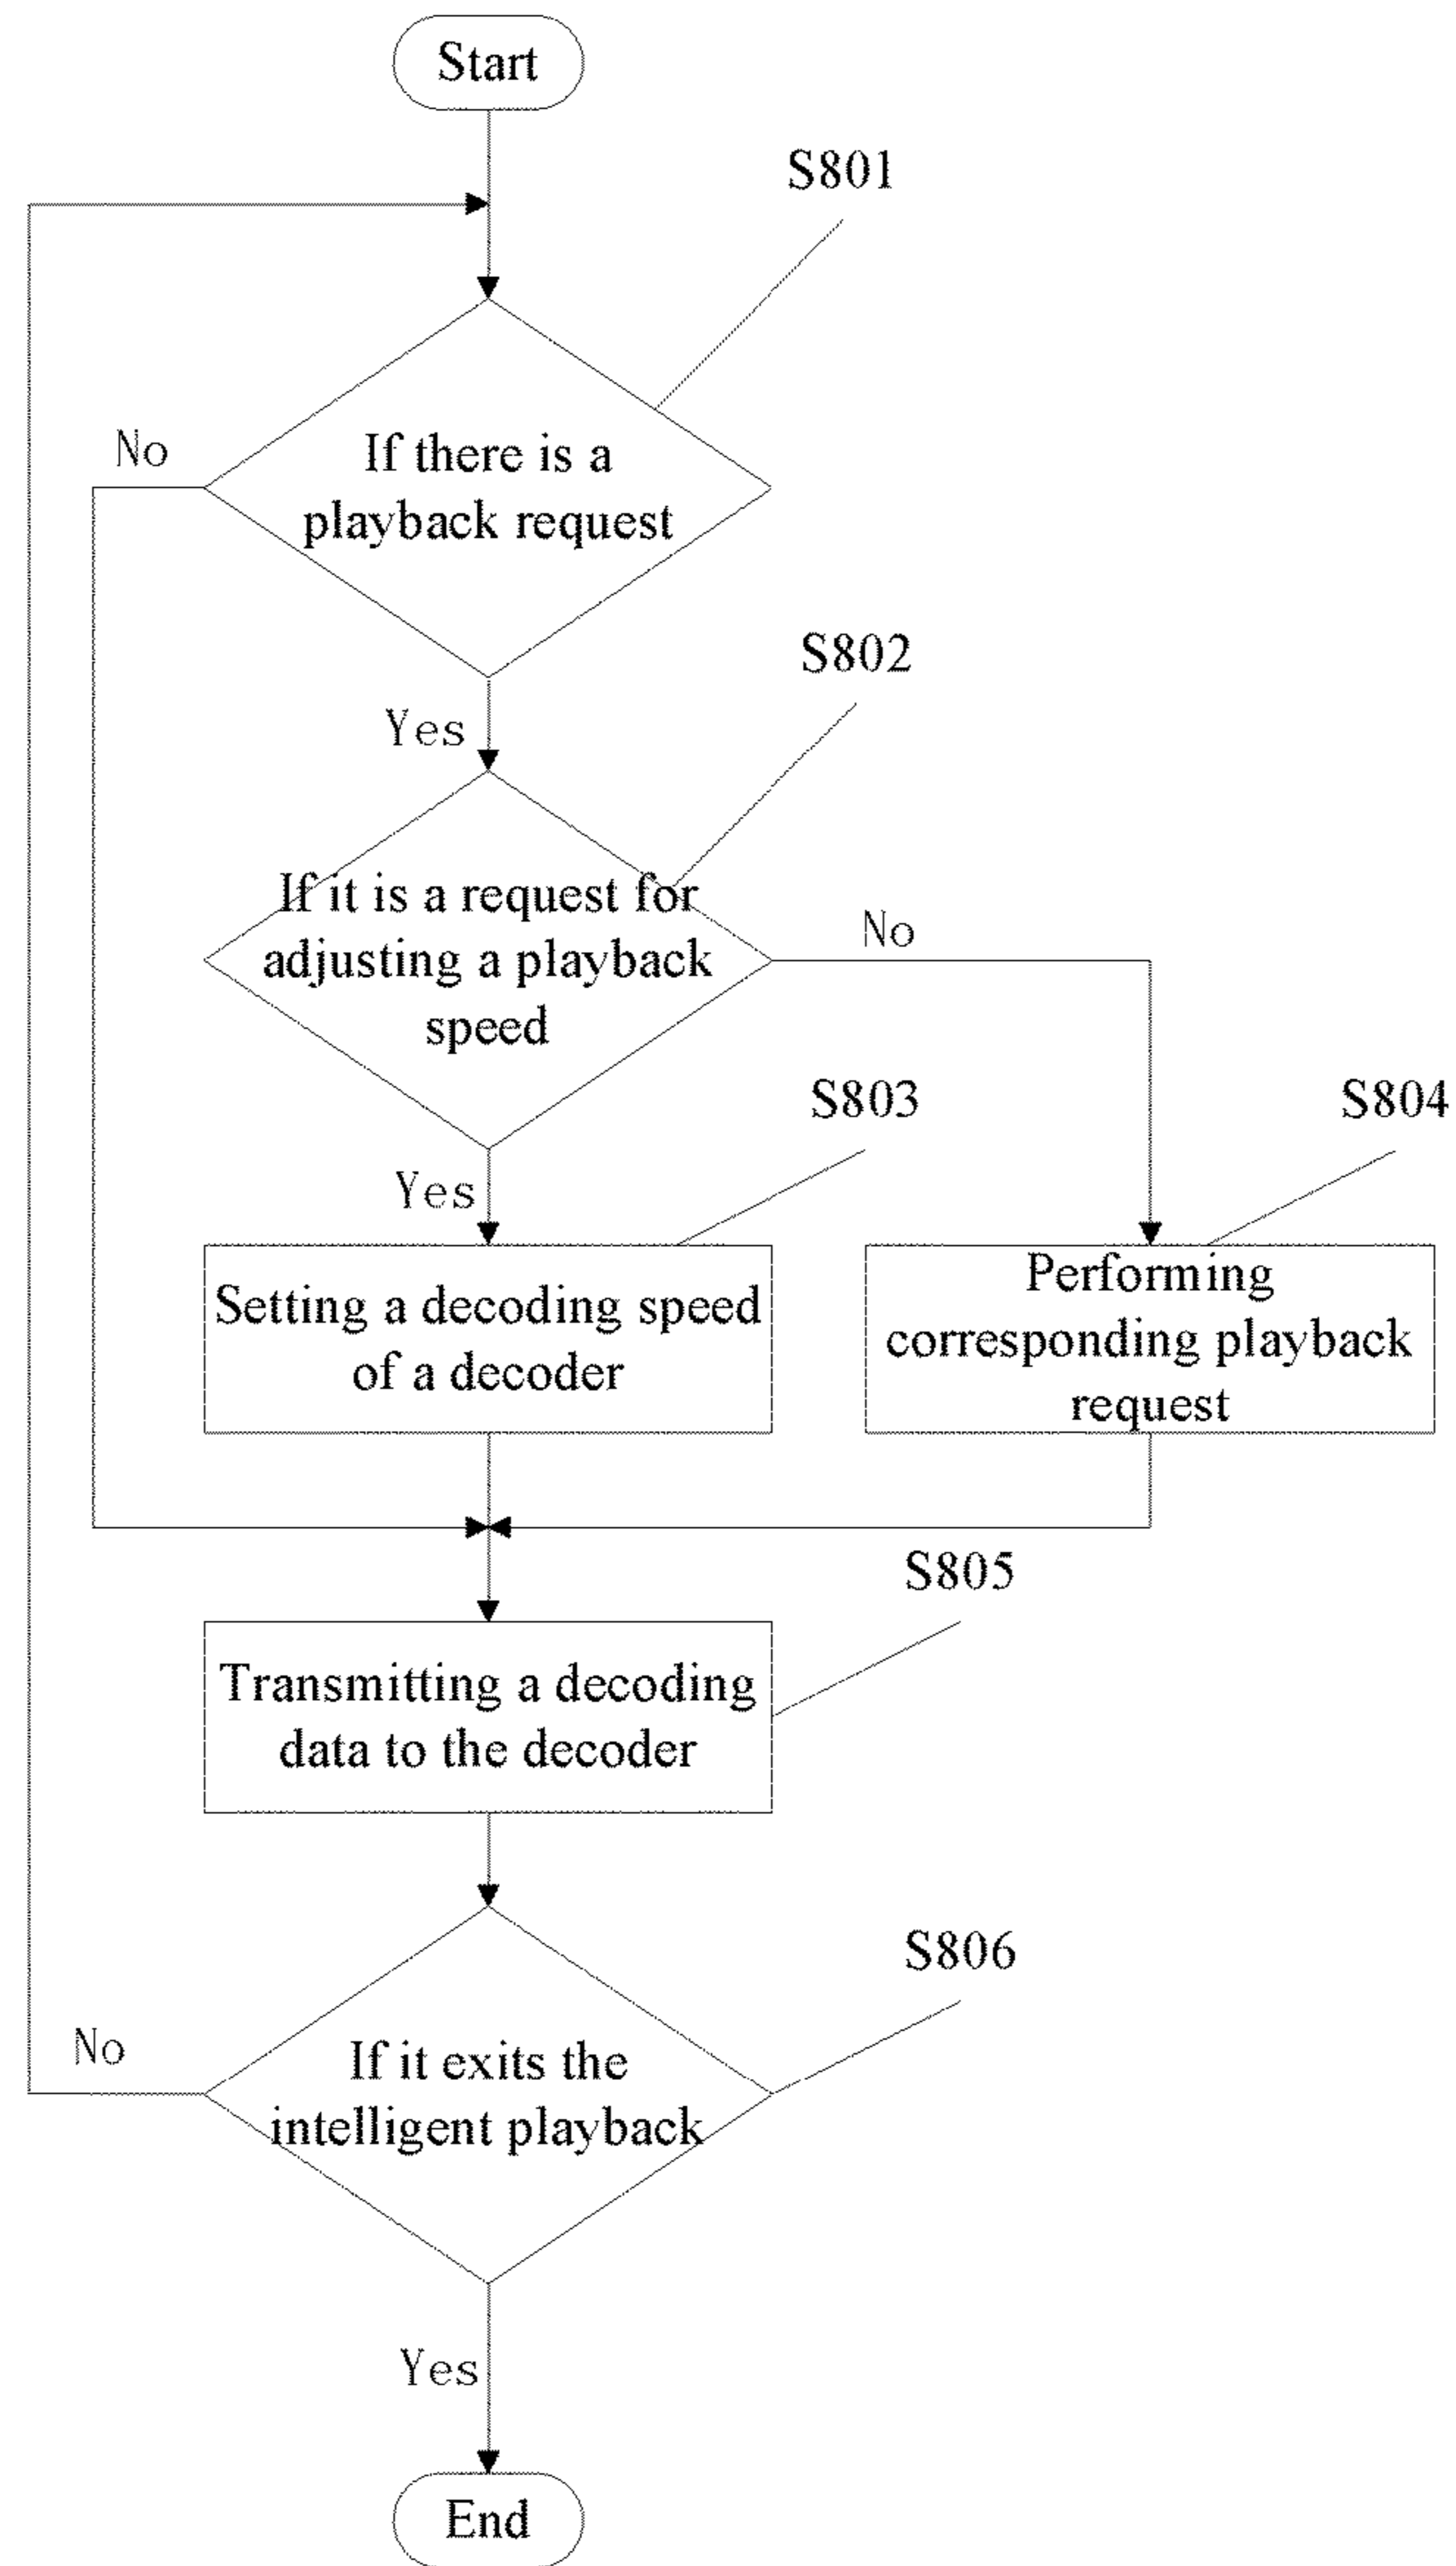 Start
S801
No
If there is a
playback request
S802
Yes
If it is a request for
adjusting a playback
speed
No
S803
S804
Yes
Setting a decoding speed
of a decoder
Performing
corresponding playback
request
S805
Transmitting a decoding
data to the decoder
S806
No
If it exits the
intelligent playback
Yes
End